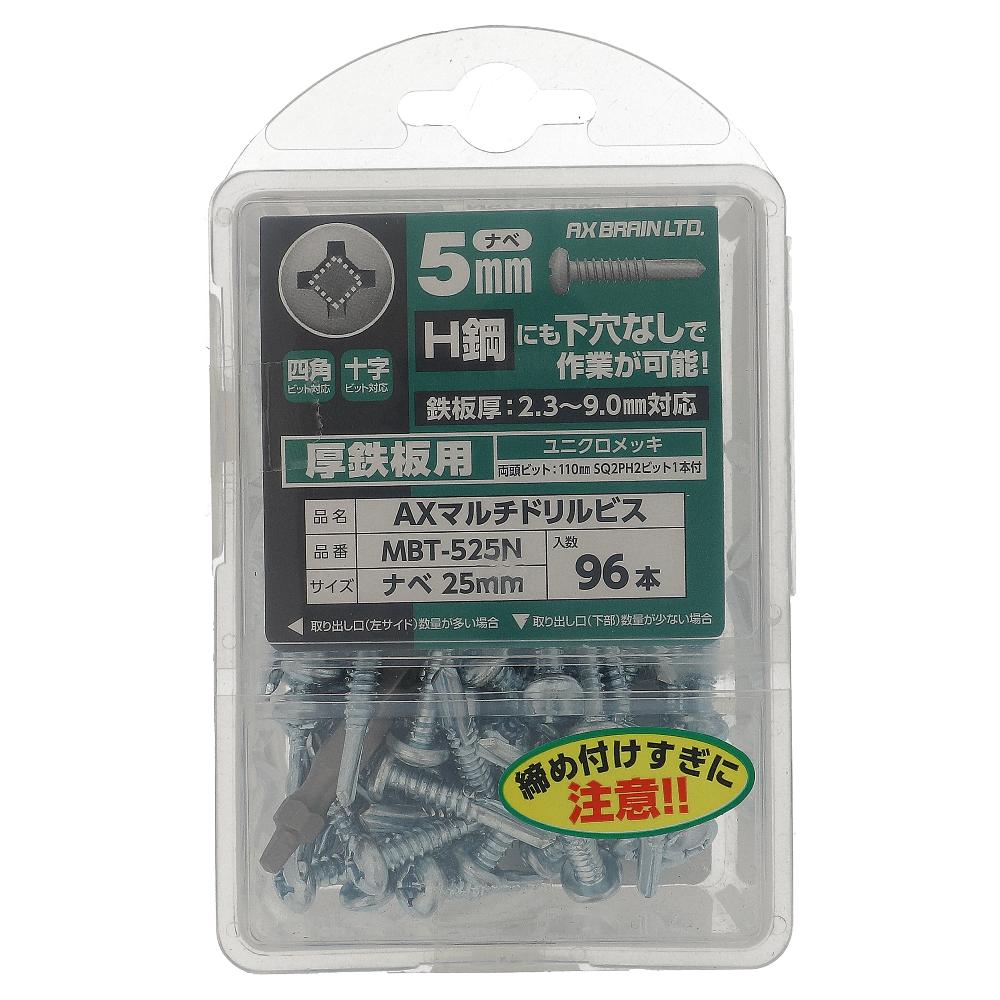 5mm
ナベ
AX BRAIN LTD.
四角
ビット対応
十字
ビット対応
H鋼にも下穴なしで
作業が可能!
鉄板厚:2.3〜9.0mm対応
厚鉄板用
ユニクロメッキ
両頭ビット:110mm SQ2PH2ビット1本付
品名 AXマルチドリルビス
品番 MBT-525N
サイズ ナベ 25mm
入数
96本
◀ 取り出し口(左サイド)数量が多い場合 ▼ 取り出し口(下部)数量が少ない場合
締め付けすぎに
注意!!